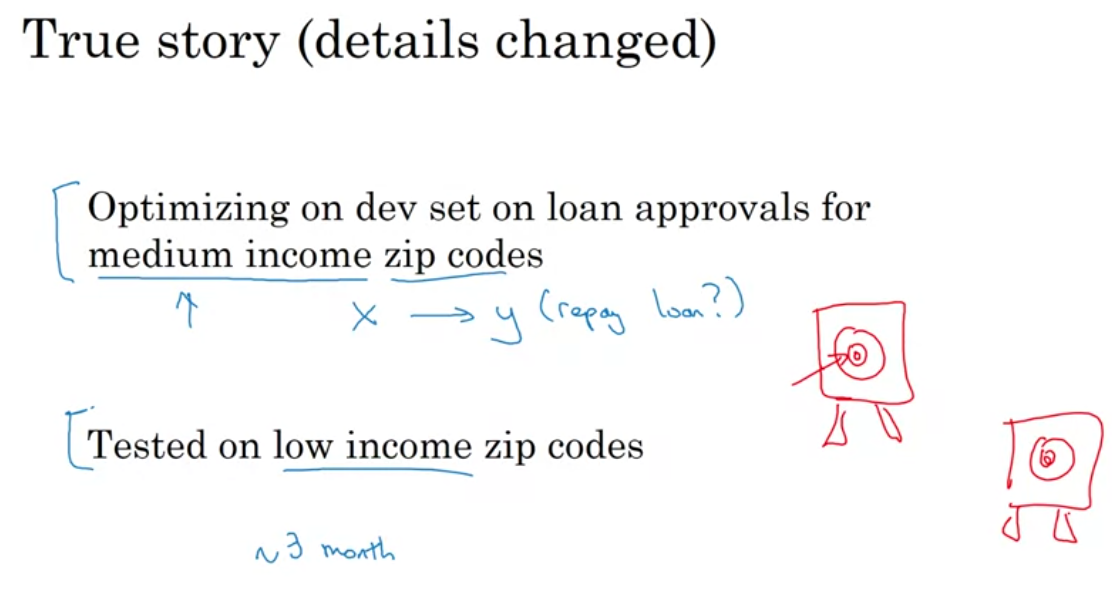 True story (details changed)
Optimizing on dev set on loan approvals for
medium income zip codes
x → y (repay loan?)
Tested on low income zip codes
~3 month